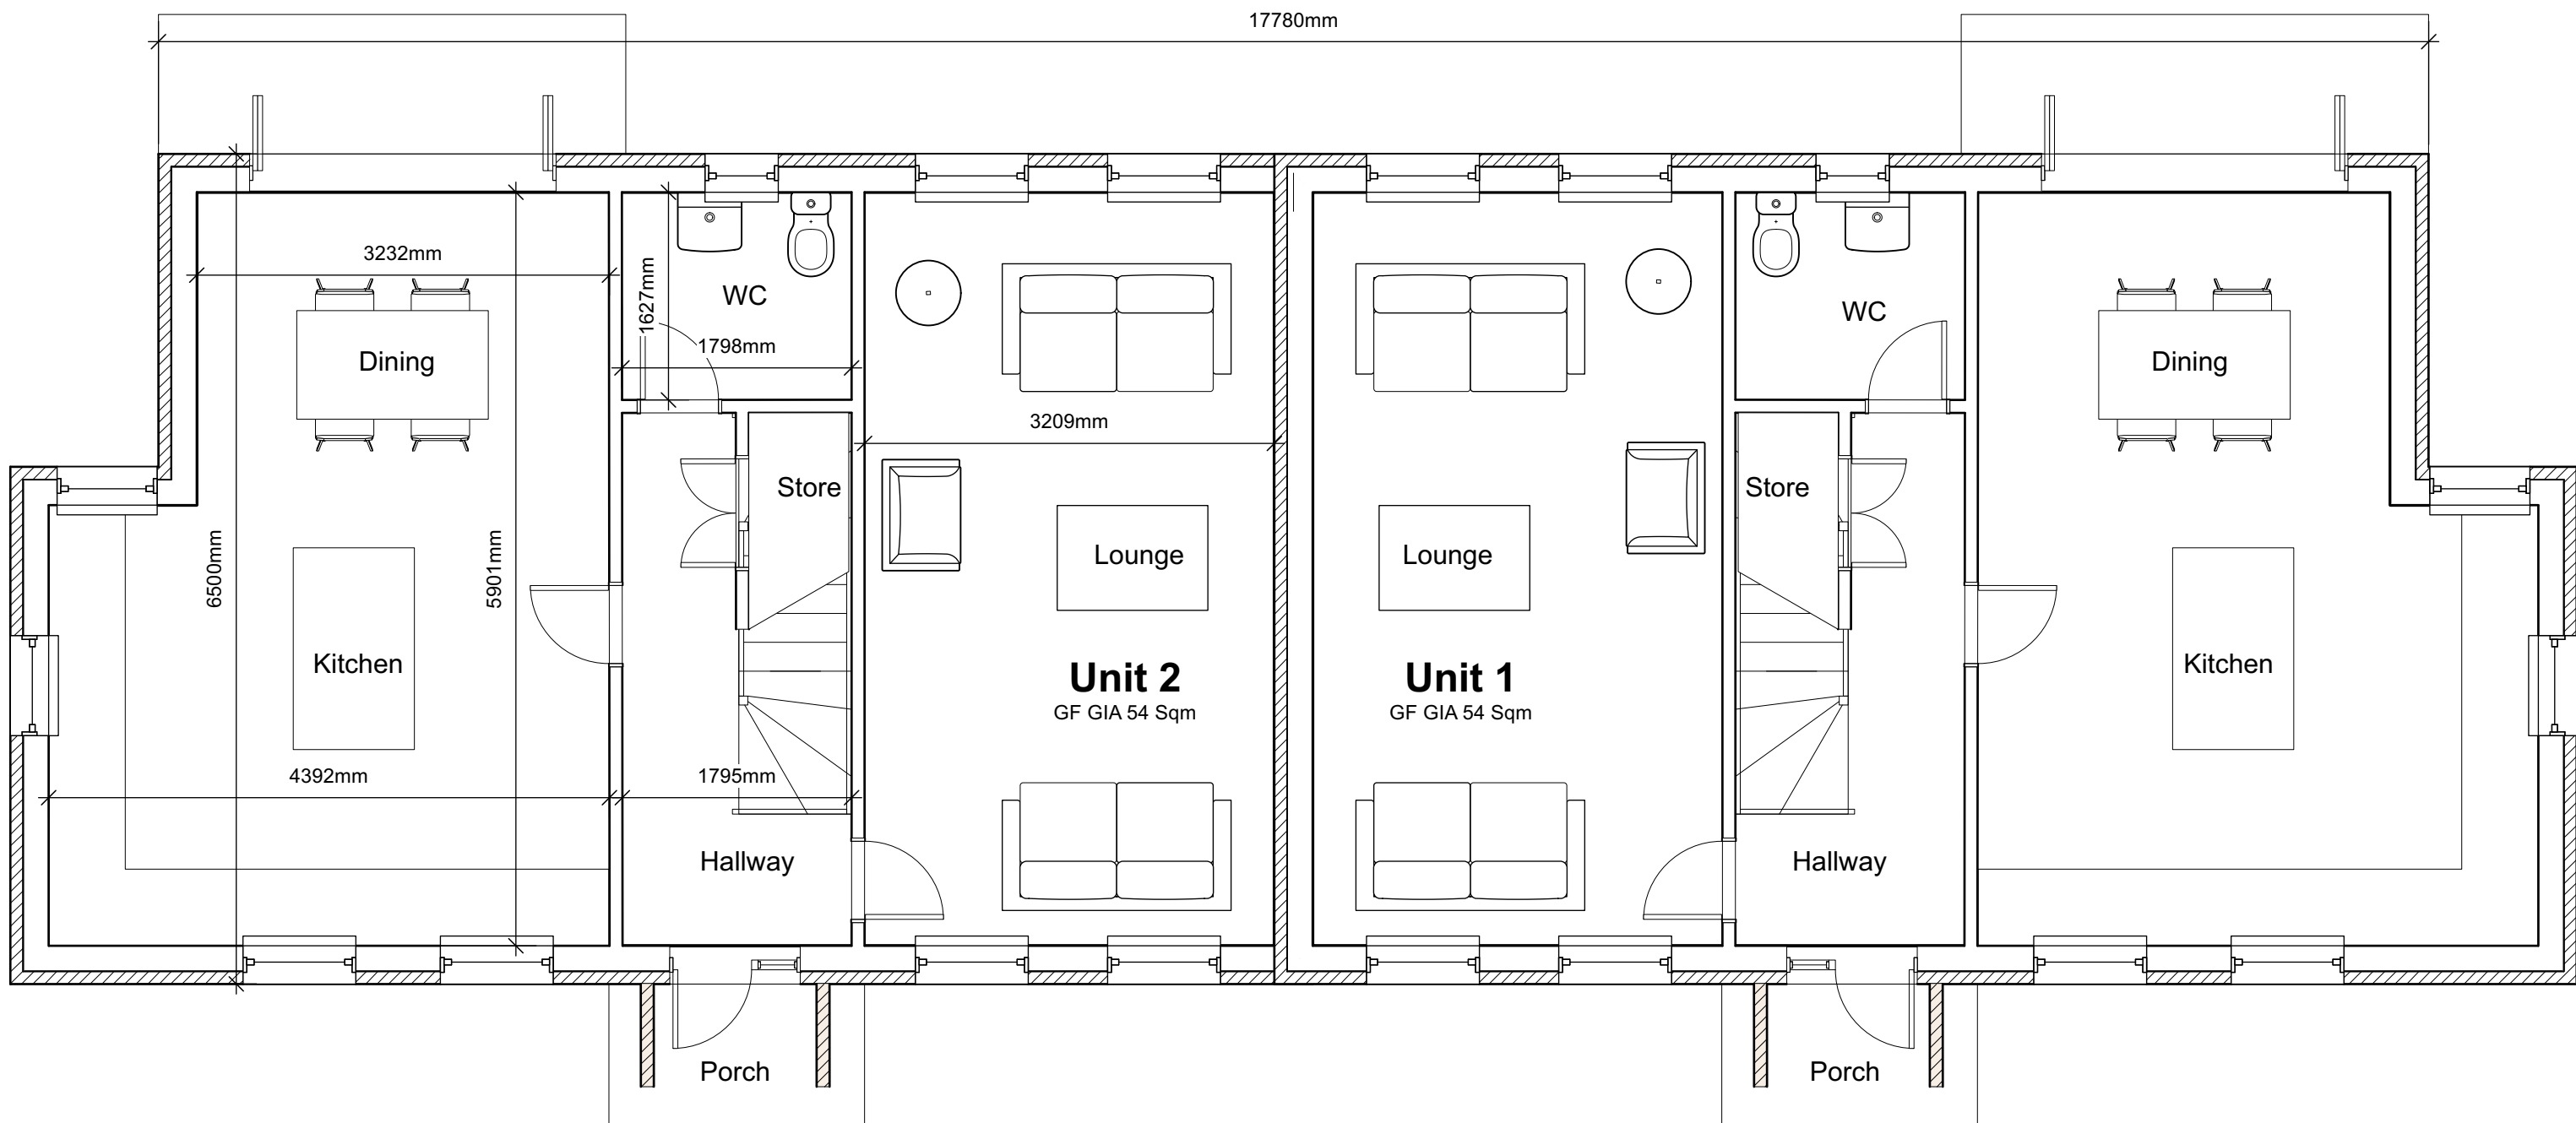 17780mm
3232mm
1627mm
WC
WC
1798mm
Dining
Dining
3209mm
Store
Store
6500mm
5901mm
Lounge
Lounge
Kitchen
Kitchen
Unit 2
GF GIA 54 Sqm
Unit 1
GF GIA 54 Sqm
4392mm
1795mm
Hallway
Hallway
Porch
Porch